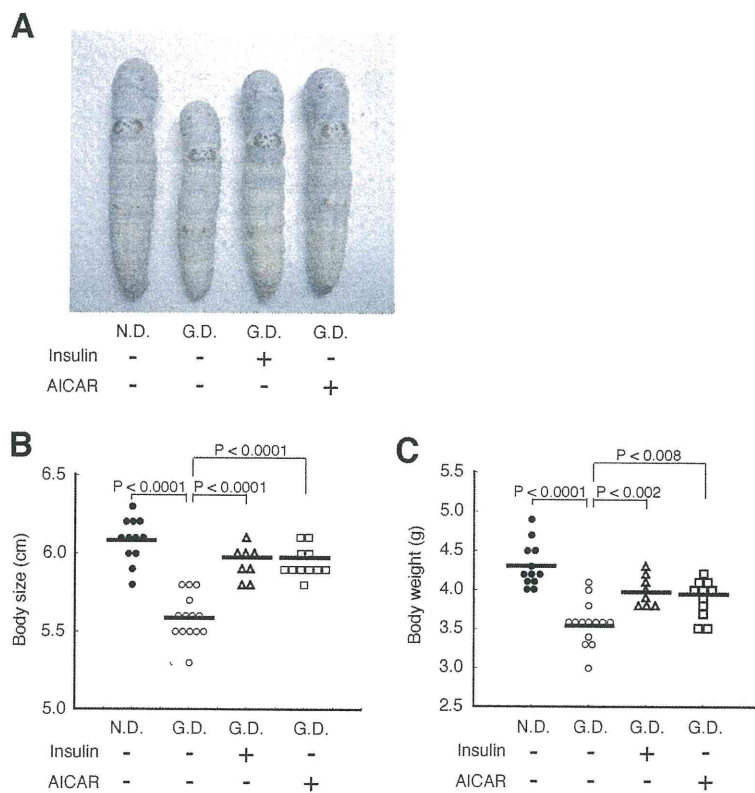 A
N.D. G.D. G.D. G.D.
Insulin - - + -
AICAR - - - +
B
P < 0.0001
P < 0.0001 P < 0.0001
Body size (cm)
6.5
6.0
5.5
5.0
N.D. G.D. G.D. G.D.
Insulin - - + -
AICAR - - - +
C
P < 0.008
P < 0.0001 P < 0.002
Body weight (g)
5.5
5.0
4.5
4.0
3.5
3.0
2.5
N.D. G.D. G.D. G.D.
Insulin - - + -
AICAR - - - +